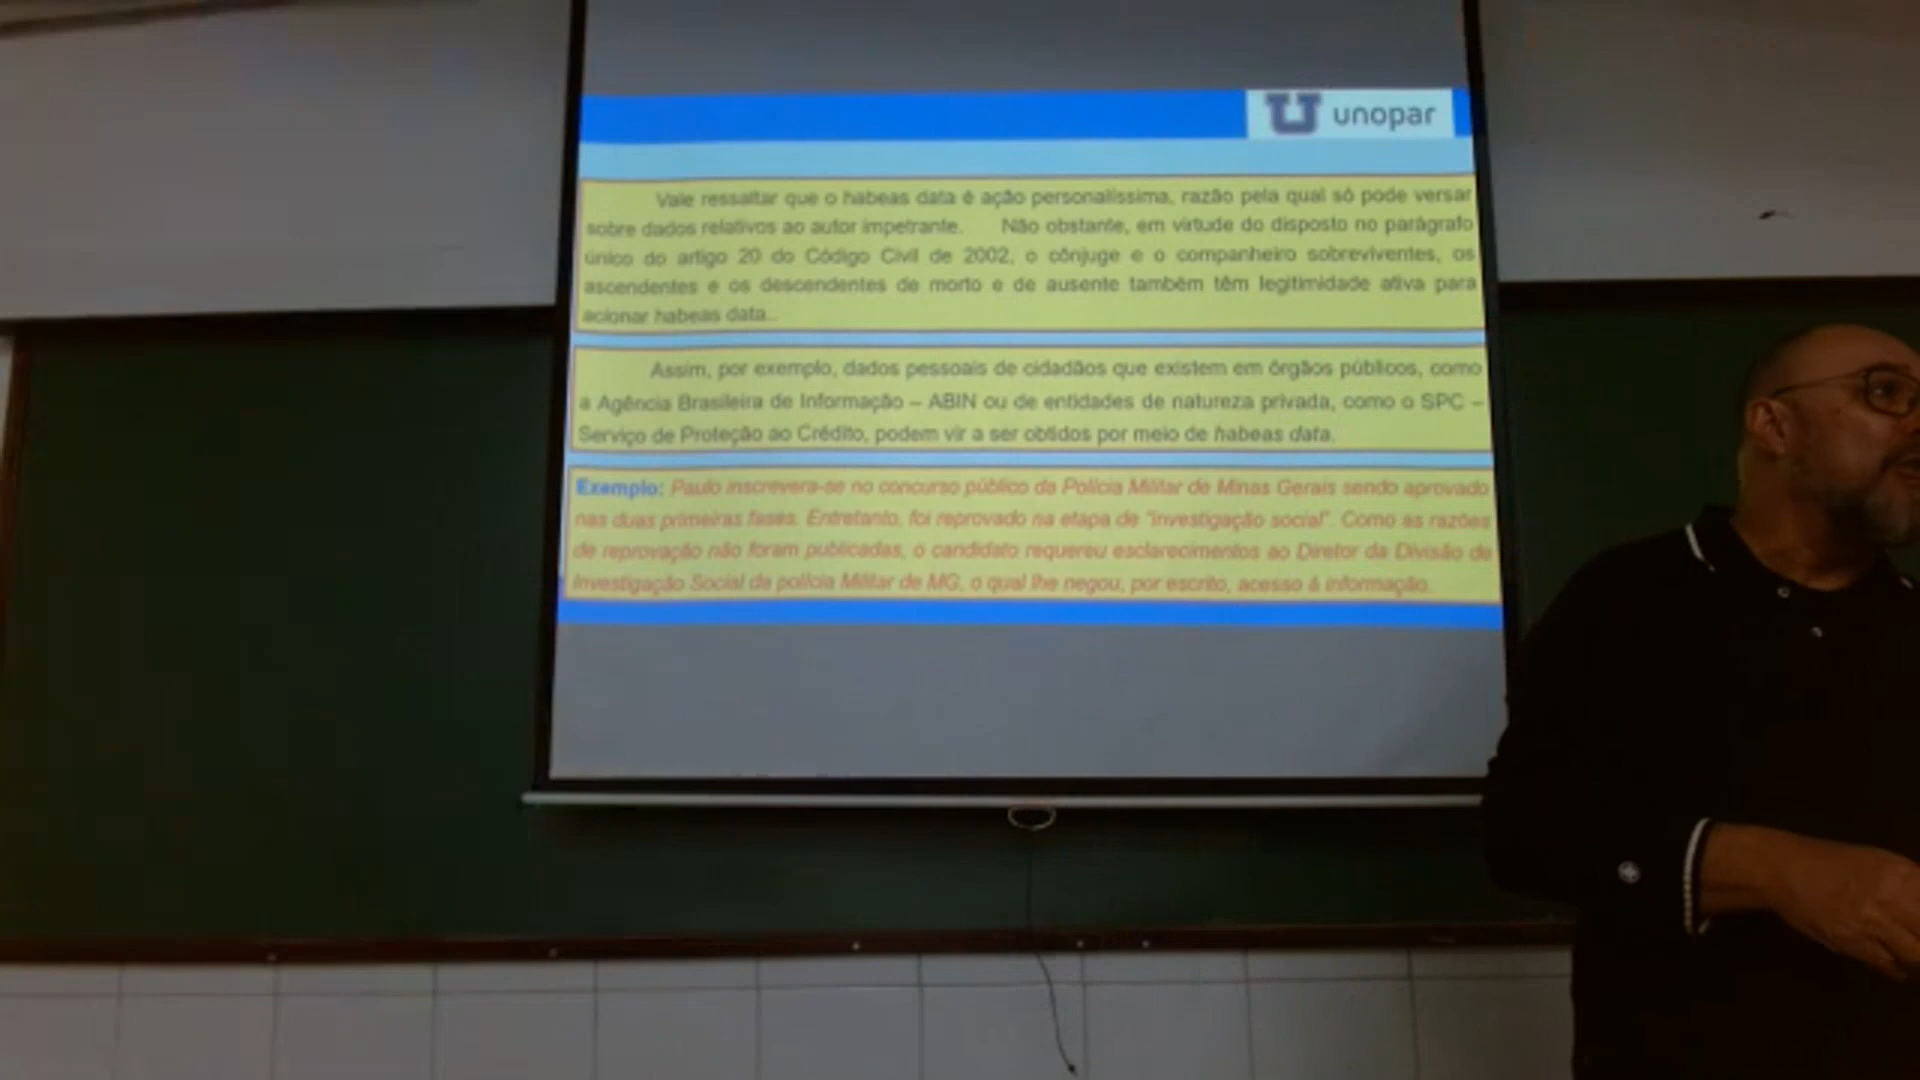 unopar
Vale ressaltar que o habeas data é ação personalíssima, razão pela qual só pode versar
sobre dados relativos ao autor impetrante. Não obstante, em virtude do disposto no parágrafo
único do artigo 20 do Código Civil de 2002, o cônjuge e o companheiro sobreviventes, os
ascendentes e os descendentes de morto e de ausente também têm legitimidade ativa para
acionar habeas data..
Assim, por exemplo, dados pessoais de cidadãos que existem em órgãos públicos, como
a Agência Brasileira de Informação – ABIN ou de entidades de natureza privada, como o SPC –
Serviço de Proteção ao Crédito, podem vir a ser obtidos por meio de habeas data.
Exemplo: Paulo inscrevera-se no concurso público da Polícia Militar de Minas Gerais sendo aprovado
nas duas primeiras fases. Entretanto, foi reprovado na etapa de "investigação social". Como as razões
de reprovação não foram publicadas, o candidato requereu esclarecimentos ao Diretor da Divisão de
Investigação Social da polícia Militar de MG, o qual lhe negou, por escrito, acesso á informação.